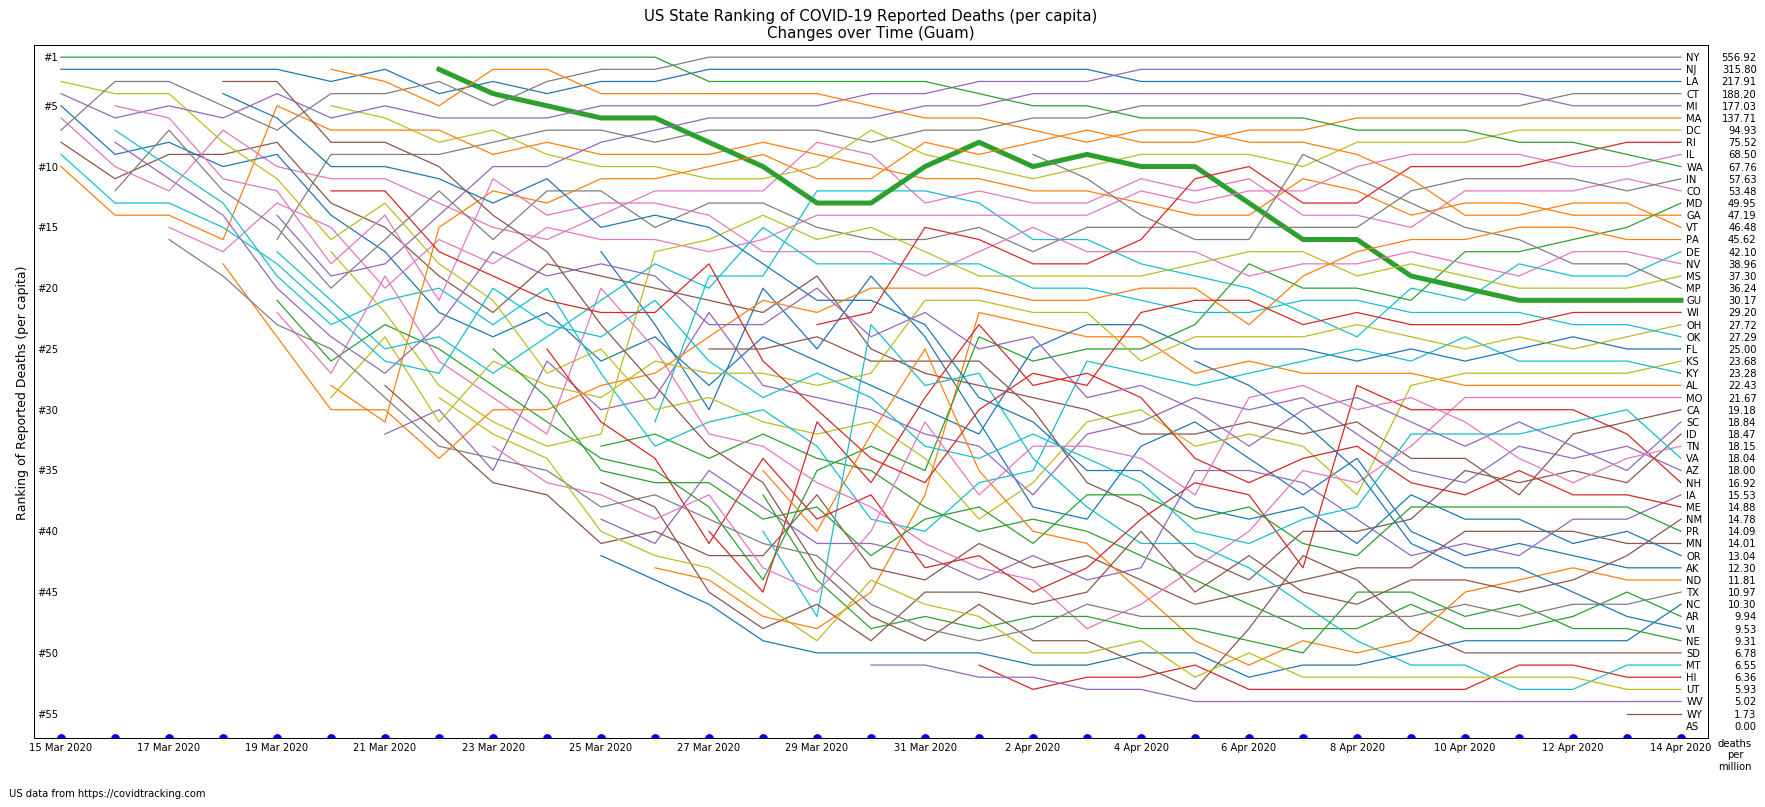 US State Ranking of COVID-19 Reported Deaths (per capita)
Changes over Time (Guam)
Ranking of Reported Deaths (per capita)
#1
#5
#10
#15
#20
#25
#30
#35
#40
#45
#50
#55
NY 556.92
NJ 315.80
LA 217.91
CT 188.20
MI 177.03
MA 137.71
DC 94.93
RI 75.52
IL 68.50
WA 67.76
IN 57.63
CO 53.48
MD 49.95
GA 47.19
VT 46.48
PA 45.62
DE 42.10
NV 38.96
MS 37.30
MP 36.24
GU 30.17
WI 29.20
OH 27.72
OK 27.29
FL 25.00
KS 23.68
KY 23.28
AL 22.43
MO 21.67
CA 19.18
SC 18.84
ID 18.47
TN 18.15
VA 18.04
AZ 18.00
NH 16.92
IA 15.53
ME 14.88
NM 14.78
PR 14.09
MN 14.01
OR 13.04
AK 12.30
ND 11.81
TX 10.97
NC 10.30
AR 9.94
VI 9.53
NE 9.31
SD 6.78
MT 6.55
HI 6.36
UT 5.93
WV 5.02
WY 1.73
AS 0.00
15 Mar 2020 17 Mar 2020 19 Mar 2020 21 Mar 2020 23 Mar 2020 25 Mar 2020 27 Mar 2020 29 Mar 2020 31 Mar 2020 2 Apr 2020 4 Apr 2020 6 Apr 2020 8 Apr 2020 10 Apr 2020 12 Apr 2020 14 Apr 2020
deaths
per
million
US data from https://covidtracking.com